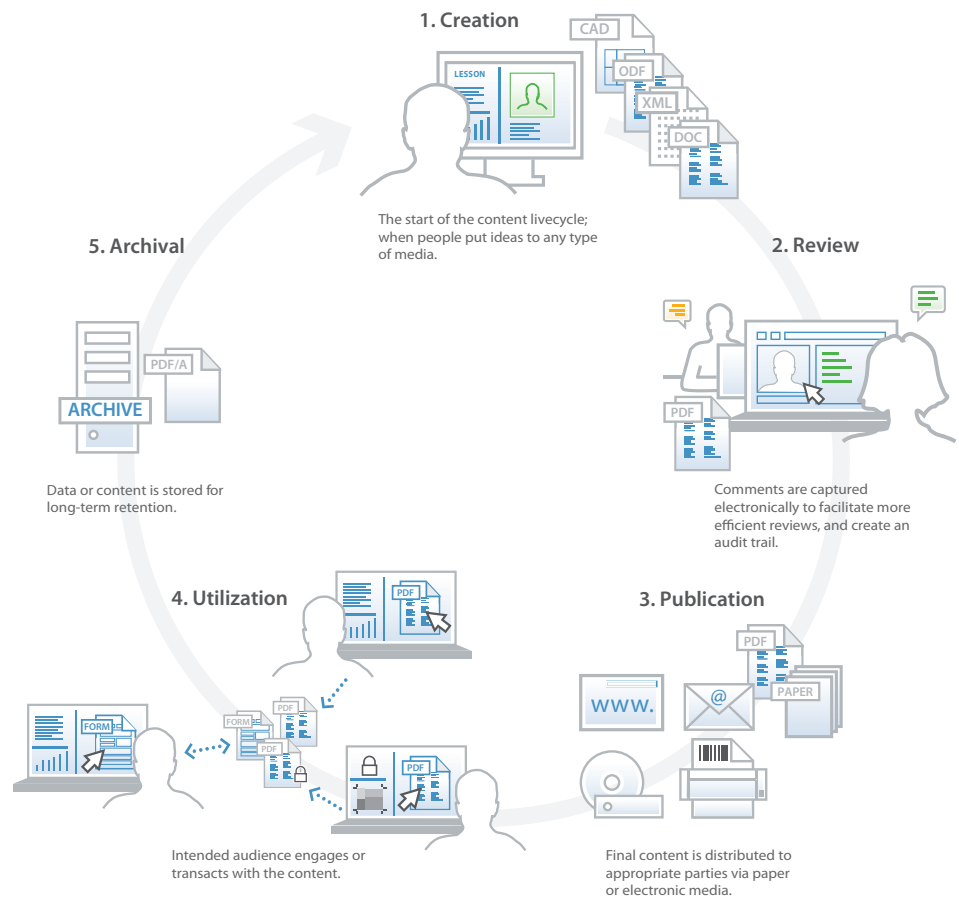 1. Creation
CAD
ODF
XML
DOC
LESSON
The start of the content livecycle;
when people put ideas to any type
of media.
2. Review
PDF
Comments are captured
electronically to facilitate more
efficient reviews, and create an
audit trail.
3. Publication
PDF
PAPER
www.
@
Final content is distributed to
appropriate parties via paper
or electronic media.
4. Utilization
PDF
FORM
PDF
PDF
FORM
PDF
Intended audience engages or
transacts with the content.
5. Archival
PDF/A
ARCHIVE
Data or content is stored for
long-term retention.